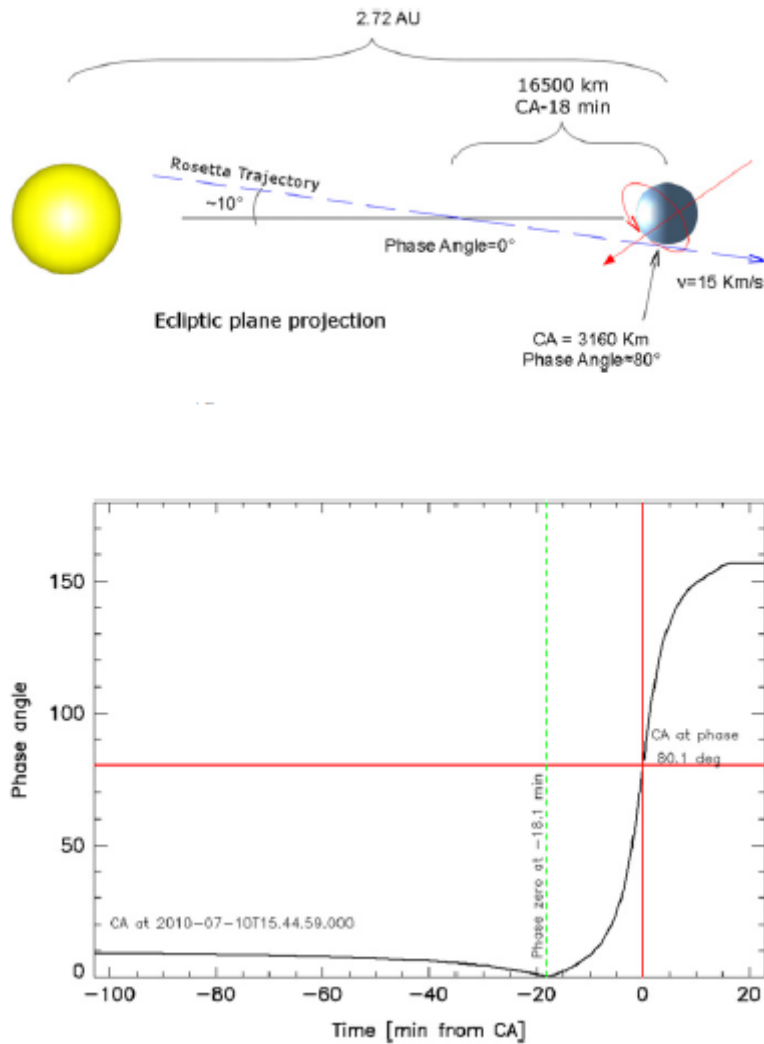 2.72 AU
16500 km
CA-18 min
Rosetta Trajectory
~10°
Phase Angle=0°
v=15 Km/s
Ecliptic plane projection
CA = 3160 Km
Phase Angle=80°
150
100
50
0
Phase angle
CA at phase
80.1 deg
Phase zero at -18.1 min
CA at 2010-07-10T15.44.59.000
-100
-80
-60
-40
-20
0
20
Time [min from CA]